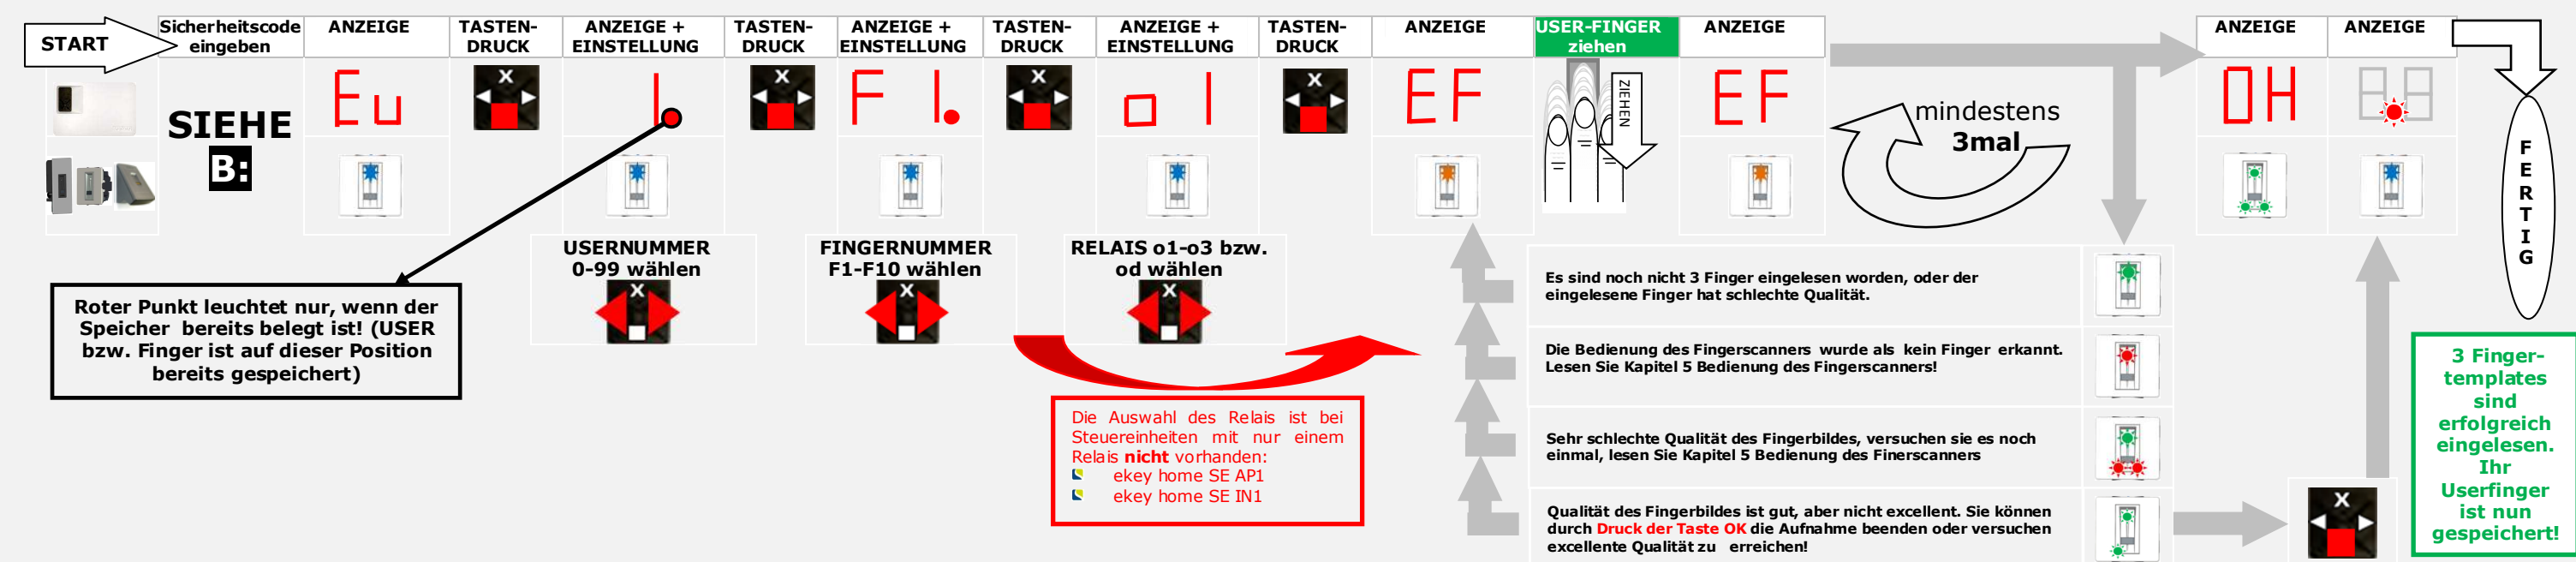 START
Sicherheitscode
eingeben
ANZEIGE
TASTEN-
DRUCK
ANZEIGE +
EINSTELLUNG
TASTEN-
DRUCK
ANZEIGE +
EINSTELLUNG
TASTEN-
DRUCK
ANZEIGE +
EINSTELLUNG
TASTEN-
DRUCK
ANZEIGE
USER-FINGER
ziehen
ANZEIGE
ANZEIGE
ANZEIGE
SIEHE
B:
Eu
X
1.
X
F 1.
X
o 1
X
EF
ZIEHEN
EF
mindestens
3mal
OH
F
E
R
T
I
G
USERNUMMER
0-99 wählen
X
FINGERNUMMER
F1-F10 wählen
X
RELAIS o1-o3 bzw.
od wählen
X
Roter Punkt leuchtet nur, wenn der
Speicher bereits belegt ist! (USER
bzw. Finger ist auf dieser Position
bereits gespeichert)
Die Auswahl des Relais ist bei
Steuereinheiten mit nur einem
Relais nicht vorhanden:
ekey home SE AP1
ekey home SE IN1
Es sind noch nicht 3 Finger eingelesen worden, oder der
eingelesene Finger hat schlechte Qualität.
Die Bedienung des Fingerscanners wurde als kein Finger erkannt.
Lesen Sie Kapitel 5 Bedienung des Fingerscanners!
Sehr schlechte Qualität des Fingerbildes, versuchen sie es noch
einmal, lesen Sie Kapitel 5 Bedienung des Finerscanners
Qualität des Fingerbildes ist gut, aber nicht excellent. Sie können
durch Druck der Taste OK die Aufnahme beenden oder versuchen
excellente Qualität zu erreichen!
X
3 Finger-
templates
sind
erfolgreich
eingelesen.
Ihr
Userfinger
ist nun
gespeichert!